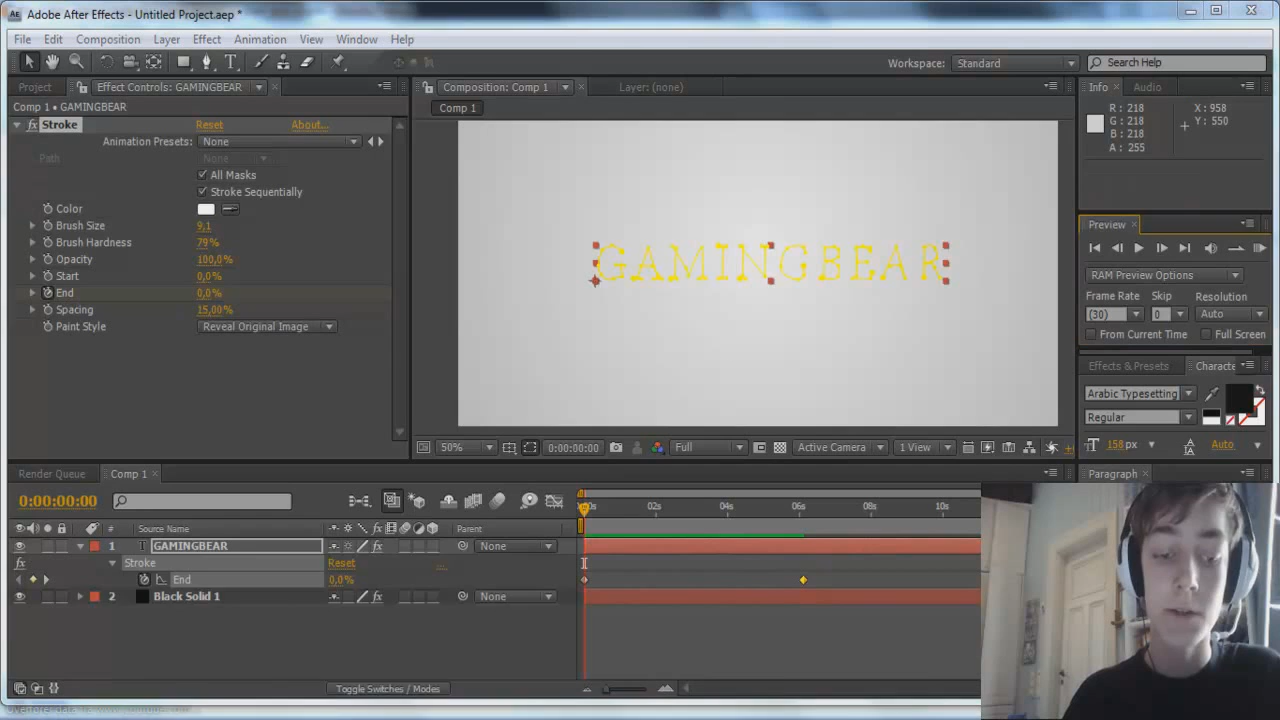 Adobe After Effects - Untitled Project.aep *
File Edit Composition Layer Effect Animation View Window Help
Workspace: Standard Search Help
Project Effect Controls: GAMINGBEAR Composition: Comp 1 Layer: (none) Info Audio
Comp 1 • GAMINGBEAR Comp 1
fx Stroke Reset About...
Animation Presets: None
Path None
All Masks
Stroke Sequentially
Color
Brush Size 9,1
Brush Hardness 79%
Opacity 100,0%
Start 0,0%
End 0,0%
Spacing 15,00%
Paint Style Reveal Original Image
GAMINGBEAR
R : 218 X : 958
G : 218 Y : 550
B : 218
A : 255
Preview
RAM Preview Options
Frame Rate Skip Resolution
(30) 0 Auto
From Current Time Full Screen
Effects & Presets Characte
Arabic Typesetting
Regular
158 px Auto
Paragraph
50% 0:00:00:00 Full Active Camera 1 View
Render Queue Comp 1
0:00:00:00
02s 04s 06s 08s 10s
# Source Name Parent
1 T GAMINGBEAR None
fx Stroke Reset ...
End 0,0%
2 Black Solid 1 None
Toggle Switches / Modes